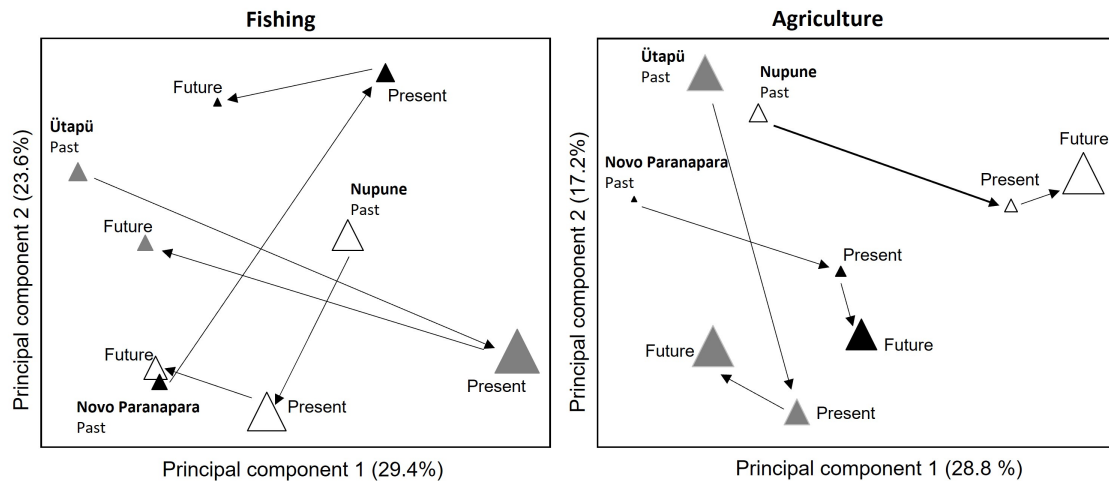 Fishing
Future
Present
Ütapü
Past
Nupune
Past
Future
Future
Present
Present
Novo Paranapara
Past
Principal component 2 (23.6%)
Principal component 1 (29.4%)
Agriculture
Ütapü
Past
Nupune
Past
Future
Novo Paranapara
Past
Present
Present
Future
Future
Present
Principal component 2 (17.2%)
Principal component 1 (28.8 %)